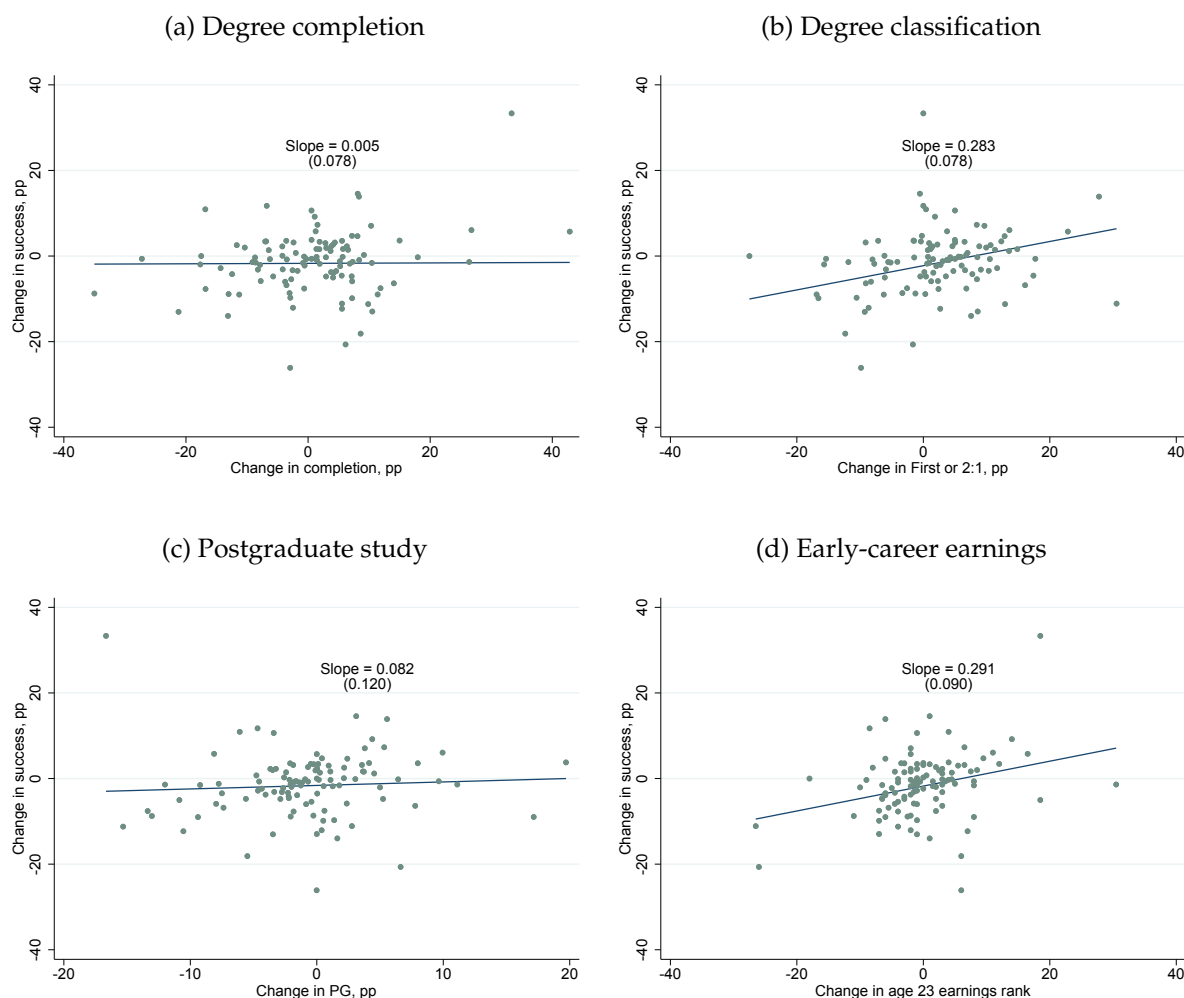 (a) Degree completion
40
20
0
-20
-40
Change in success, pp
Slope = 0.005
(0.078)
-40 -20 0 20 40
Change in completion, pp
(b) Degree classification
40
20
0
-20
-40
Change in success, pp
Slope = 0.283
(0.078)
-40 -20 0 20 40
Change in First or 2:1, pp
(c) Postgraduate study
40
20
0
-20
-40
Change in success, pp
Slope = 0.082
(0.120)
-20 -10 0 10 20
Change in PG, pp
(d) Early-career earnings
40
20
0
-20
-40
Change in success, pp
Slope = 0.291
(0.090)
-40 -20 0 20 40
Change in age 23 earnings rank